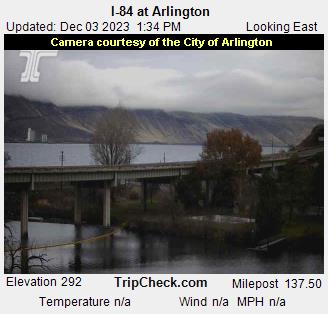 I-84 at Arlington
Updated: Dec 03 2023 1:34 PM Looking East
Camera courtesy of the City of Arlington
Elevation 292 TripCheck.com Milepost 137.50
Temperature n/a Wind n/a MPH n/a